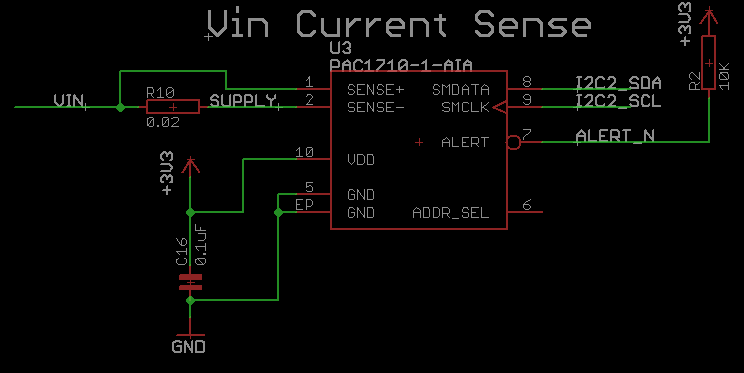 Vin Current Sense
+3V3
U3
PAC1710-1-AIA
R2
10K
R10
0.02
VIN
SUPPLY
1
2
SENSE+
SENSE-
SMDATA
SMCLK
8
9
I2C2_SDA
I2C2_SCL
ALERT
7
ALERT_N
+3V3
10
VDD
5
GND
EP
GND
ADDR_SEL
6
C16
0.1uF
GND